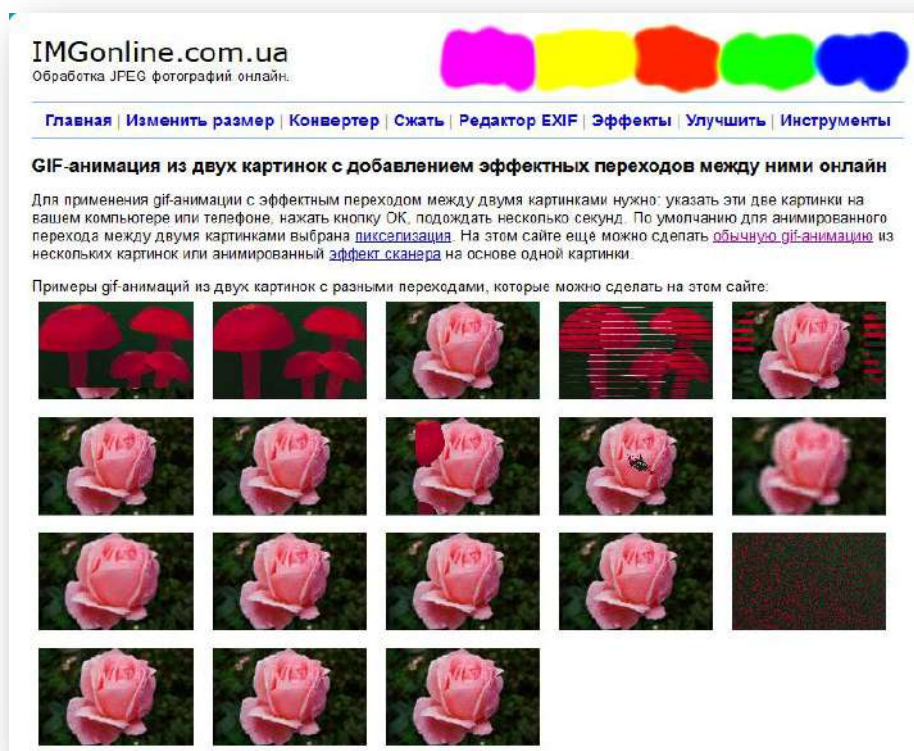 IMGonline.com.ua
Обработка JPEG фотографий онлайн.
Главная | Изменить размер | Конвертер | Сжать | Редактор EXIF | Эффекты | Улучшить | Инструменты
GIF-анимация из двух картинок с добавлением эффектных переходов между ними онлайн
Для применения gif-анимации с эффектным переходом между двумя картинками нужно: указать эти две картинки на
вашем компьютере или телефоне, нажать кнопку OK, подождать несколько секунд. По умолчанию для анимированного
перехода между двумя картинками выбрана пикселизация. На этом сайте ещё можно сделать обычную gif-анимацию из
нескольких картинок или анимированный эффект сканера на основе одной картинки.
Примеры gif-анимаций из двух картинок с разными переходами, которые можно сделать на этом сайте: